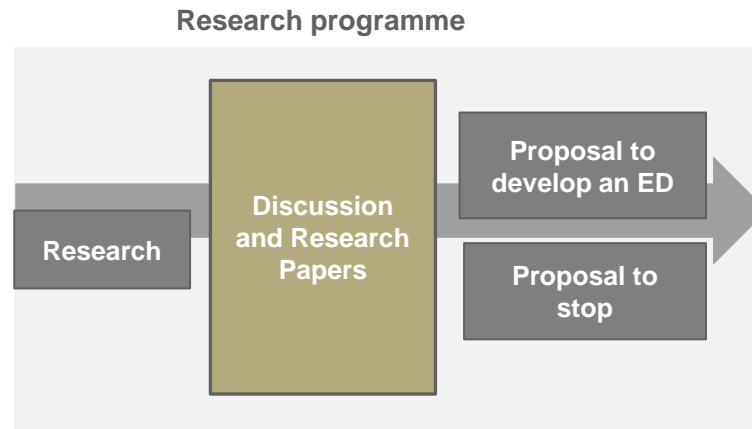 Research programme
Research
Discussion
and Research
Papers
Proposal to
develop an ED
Proposal to
stop